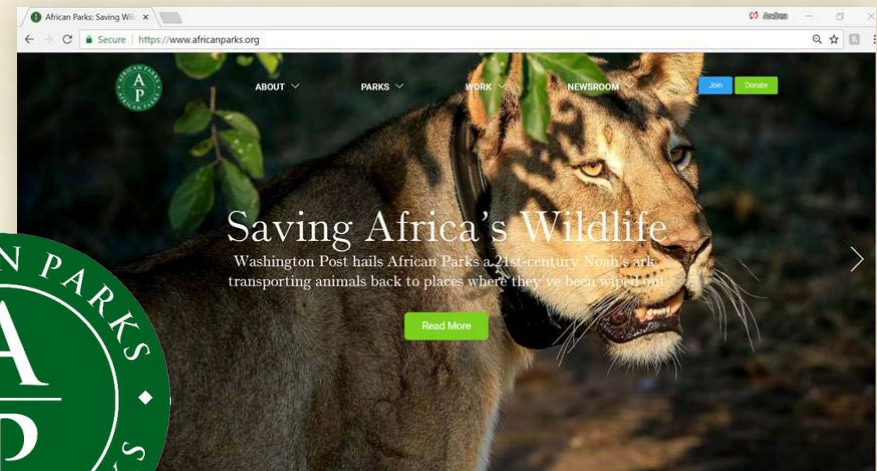 African Parks: Saving Wil
Secure
https://www.africanparks.org
AFRICAN PARKS
A
P
ABOUT
PARKS
WORK
NEWSROOM
Join
Donate
Saving Africa's Wildlife
Washington Post hails African Parks a 21st-century Noah's ark
transporting animals back to places where they've been wiped out
Read More
N PARKS
A
P
S